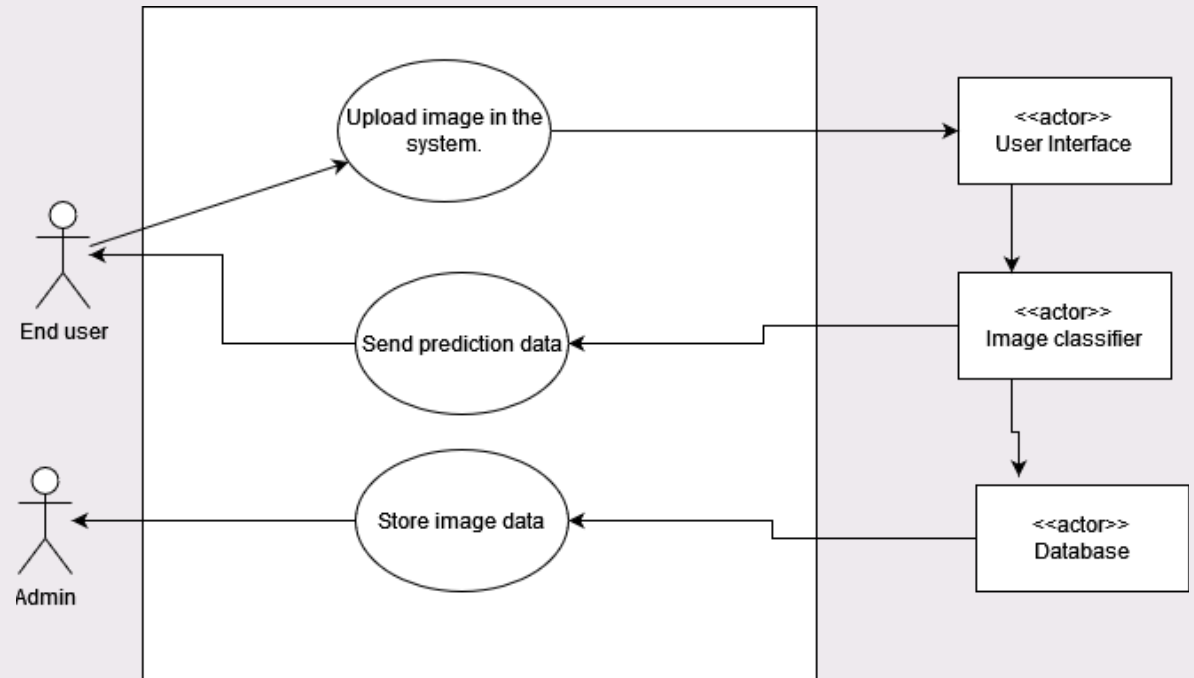 Upload image in the
system.
<<actor>>
User Interface
End user
Send prediction data
<<actor>>
Image classifier
Admin
Store image data
<<actor>>
Database